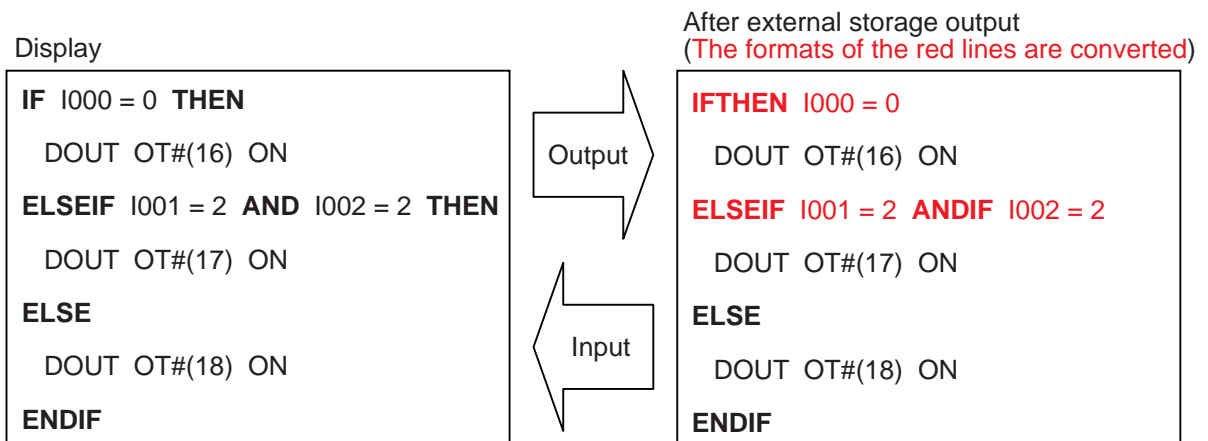 Display
IF I000 = 0 THEN
DOUT OT#(16) ON
ELSEIF I001 = 2 AND I002 = 2 THEN
DOUT OT#(17) ON
ELSE
DOUT OT#(18) ON
ENDIF
Output
Input
After external storage output
(The formats of the red lines are converted)
IFTHEN I000 = 0
DOUT OT#(16) ON
ELSEIF I001 = 2 ANDIF I002 = 2
DOUT OT#(17) ON
ELSE
DOUT OT#(18) ON
ENDIF